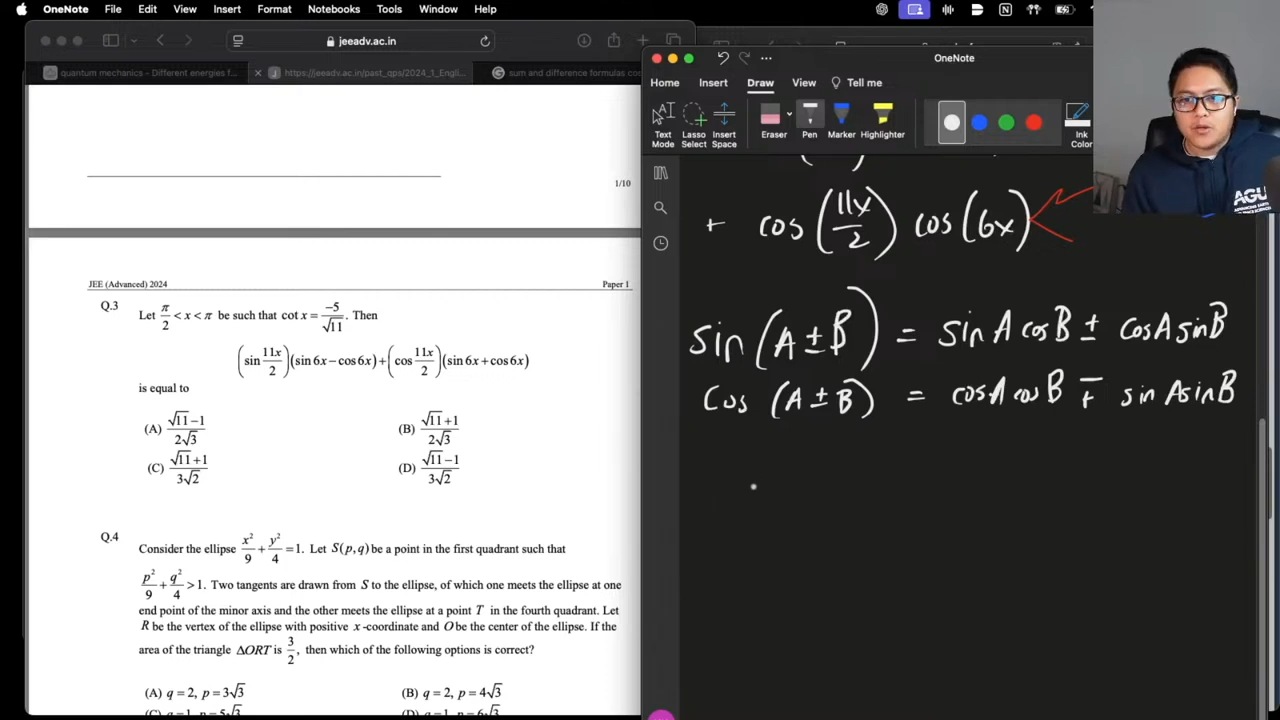 OneNote File Edit View Insert Format Notebooks Tools Window Help
jeeadv.ac.in
quantum mechanics – Different energies f...
https://jeeadv.ac.in/past_qps/2024_1_Engli...
sum and difference formulas co
1/10
JEE (Advanced) 2024 Paper 1
Q.3 Let π/2 < x < π be such that cot x = −5/√11. Then
(sin 11x/2)(sin 6x − cos 6x) + (cos 11x/2)(sin 6x + cos 6x)
is equal to
(A) √11−1/2√3 (B) √11+1/2√3
(C) √11+1/3√2 (D) √11−1/3√2
Q.4 Consider the ellipse x²/9 + y²/4 = 1. Let S(p,q) be a point in the first quadrant such that
p²/9 + q²/4 > 1. Two tangents are drawn from S to the ellipse, of which one meets the ellipse at one
end point of the minor axis and the other meets the ellipse at a point T in the fourth quadrant. Let
R be the vertex of the ellipse with positive x-coordinate and O be the center of the ellipse. If the
area of the triangle ΔORT is 3/2, then which of the following options is correct?
(A) q = 2, p = 3√3 (B) q = 2, p = 4√3
OneNote
Home Insert Draw View Tell me
Text Mode
Lasso Select
Insert Space
Eraser
Pen
Marker
Highlighter
Ink Color
+ cos(11x/2) cos(6x)
sin(A ± B) = sinA cosB ± cosA sinB
Cos (A ± B) = cosA cosB ∓ sinA sinB
AGU